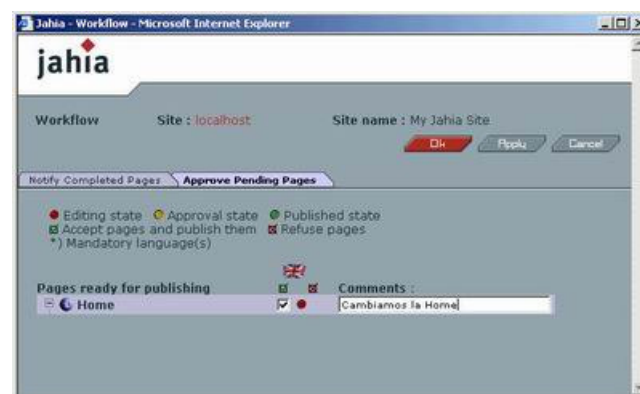 Jahia - Workflow - Microsoft Internet Explorer
jahia
Workflow Site : localhost Site name : My Jahia Site
Ok Apply Cancel
Notify Completed Pages Approve Pending Pages
Editing state Approval state Published state
Accept pages and publish them Refuse pages
*) Mandatory language(s)
Pages ready for publishing Comments :
Home Cambiamos la Home